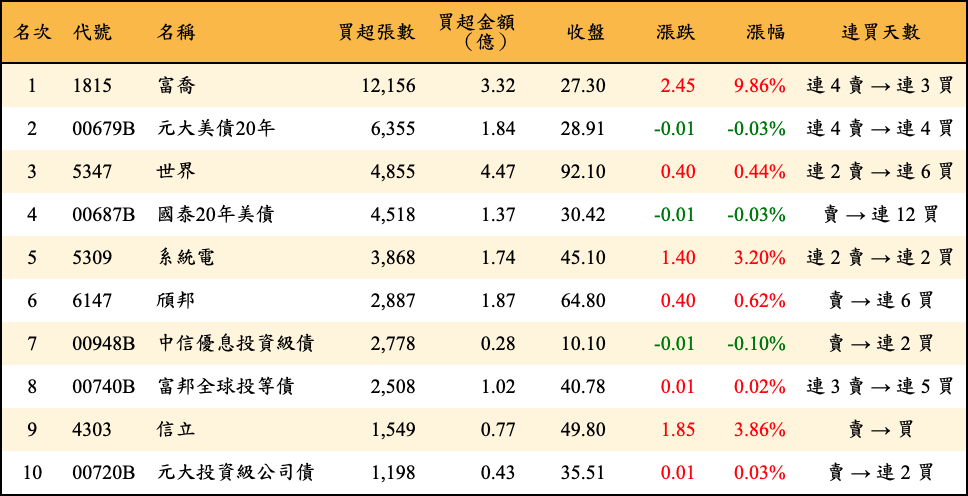 名次 代號 名稱 買超張數 買超金額（億） 收盤 漲跌 漲幅 連買天數
1 1815 富喬 12,156 3.32 27.30 2.45 9.86% 連 4 賣 → 連 3 買
2 00679B 元大美債20年 6,355 1.84 28.91 -0.01 -0.03% 連 4 賣 → 連 4 買
3 5347 世界 4,855 4.47 92.10 0.40 0.44% 連 2 賣 → 連 6 買
4 00687B 國泰20年美債 4,518 1.37 30.42 -0.01 -0.03% 賣 → 連 12 買
5 5309 系統電 3,868 1.74 45.10 1.40 3.20% 連 2 賣 → 連 2 買
6 6147 頎邦 2,887 1.87 64.80 0.40 0.62% 賣 → 連 6 買
7 00948B 中信優息投資級債 2,778 0.28 10.10 -0.01 -0.10% 賣 → 連 2 買
8 00740B 富邦全球投等債 2,508 1.02 40.78 0.01 0.02% 連 3 賣 → 連 5 買
9 4303 信立 1,549 0.77 49.80 1.85 3.86% 賣 → 買
10 00720B 元大投資級公司債 1,198 0.43 35.51 0.01 0.03% 賣 → 連 2 買